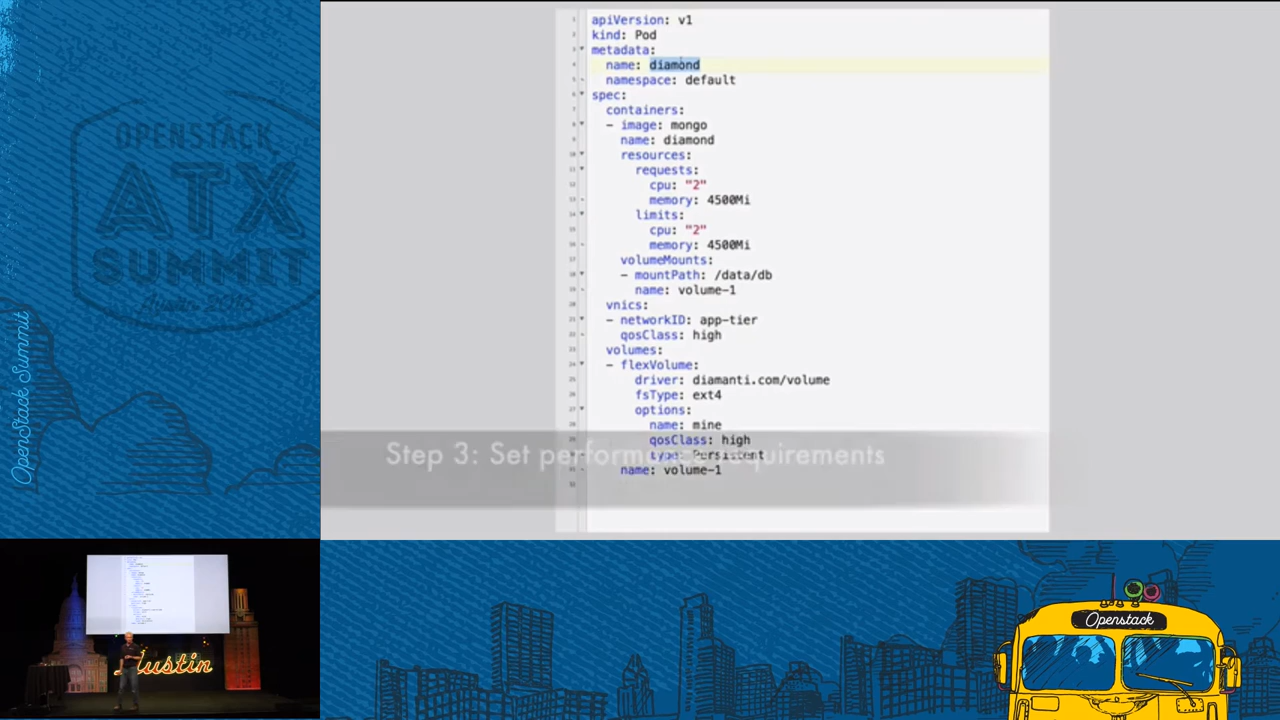 OPENSTACK
ATX
SUMMIT
Austin
OpenStack Summit
apiVersion: v1
kind: Pod
metadata:
name: diamond
namespace: default
spec:
containers:
- image: mongo
name: diamond
resources:
requests:
cpu: "2"
memory: 4500Mi
limits:
cpu: "2"
memory: 4500Mi
volumeMounts:
- mountPath: /data/db
name: volume-1
vnics:
- networkID: app-tier
qosClass: high
volumes:
- flexVolume:
driver: diamanti.com/volume
fsType: ext4
options:
name: mine
qosClass: high
type: Persistent
name: volume-1
Step 3: Set performance requirements
Austin
Openstack